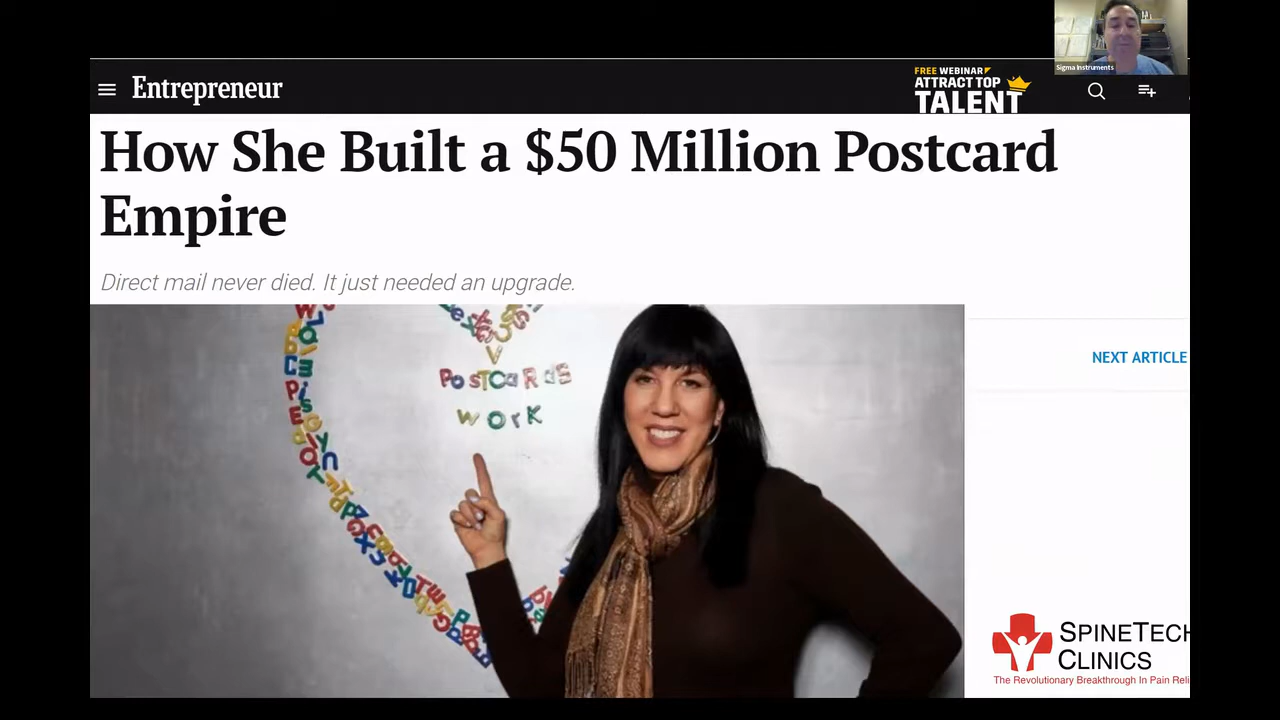 Sigma Instruments
Entrepreneur
FREE WEBINAR
ATTRACT TOP
TALENT
How She Built a $50 Million Postcard
Empire
Direct mail never died. It just needed an upgrade.
PosTCaRdS
worK
NEXT ARTICLE
SPINETECH
CLINICS
The Revolutionary Breakthrough In Pain Reli